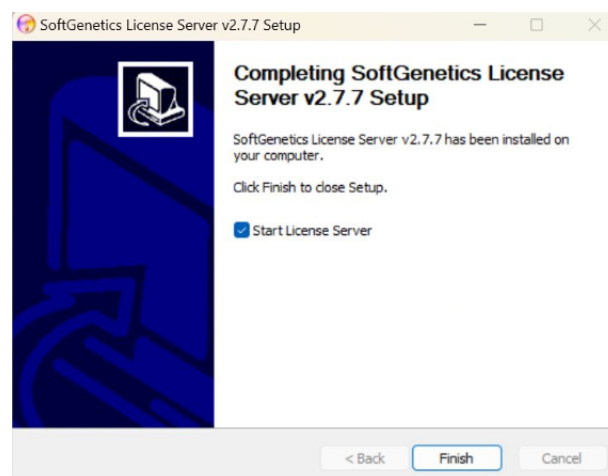 SoftGenetics License Server v2.7.7 Setup
Completing SoftGenetics License
Server v2.7.7 Setup
SoftGenetics License Server v2.7.7 has been installed on
your computer.
Click Finish to close Setup.
Start License Server
< Back Finish Cancel